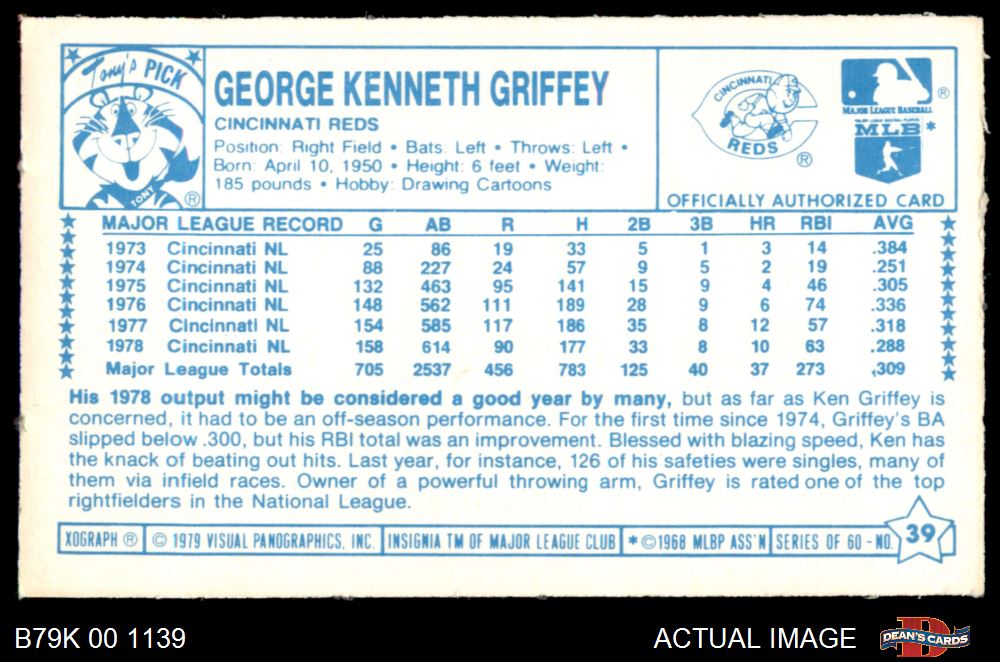 Tony's PICK
TONY
®
GEORGE KENNETH GRIFFEY
CINCINNATI REDS
Position: Right Field • Bats: Left • Throws: Left •
Born: April 10, 1950 • Height: 6 feet • Weight:
185 pounds • Hobby: Drawing Cartoons
CINCINNATI
REDS
®
®
MAJOR LEAGUE BASEBALL
MAJOR LEAGUE BASEBALL PLAYERS
MLB *
OFFICIALLY AUTHORIZED CARD
MAJOR LEAGUE RECORD G AB R H 2B 3B HR RBI AVG
1973 Cincinnati NL 25 86 19 33 5 1 3 14 .384
1974 Cincinnati NL 88 227 24 57 9 5 2 19 .251
1975 Cincinnati NL 132 463 95 141 15 9 4 46 .305
1976 Cincinnati NL 148 562 111 189 28 9 6 74 .336
1977 Cincinnati NL 154 585 117 186 35 8 12 57 .318
1978 Cincinnati NL 158 614 90 177 33 8 10 63 .288
Major League Totals 705 2537 456 783 125 40 37 273 .309
His 1978 output might be considered a good year by many, but as far as Ken Griffey is
concerned, it had to be an off-season performance. For the first time since 1974, Griffey's BA
slipped below .300, but his RBI total was an improvement. Blessed with blazing speed, Ken has
the knack of beating out hits. Last year, for instance, 126 of his safeties were singles, many of
them via infield races. Owner of a powerful throwing arm, Griffey is rated one of the top
rightfielders in the National League.
XOGRAPH ® © 1979 VISUAL PANOGRAPHICS, INC. INSIGNIA TM OF MAJOR LEAGUE CLUB * ©1968 MLBP ASS'N SERIES OF 60 - NO. 39
B79K 00 1139
ACTUAL IMAGE
B
DEAN'S CARDS